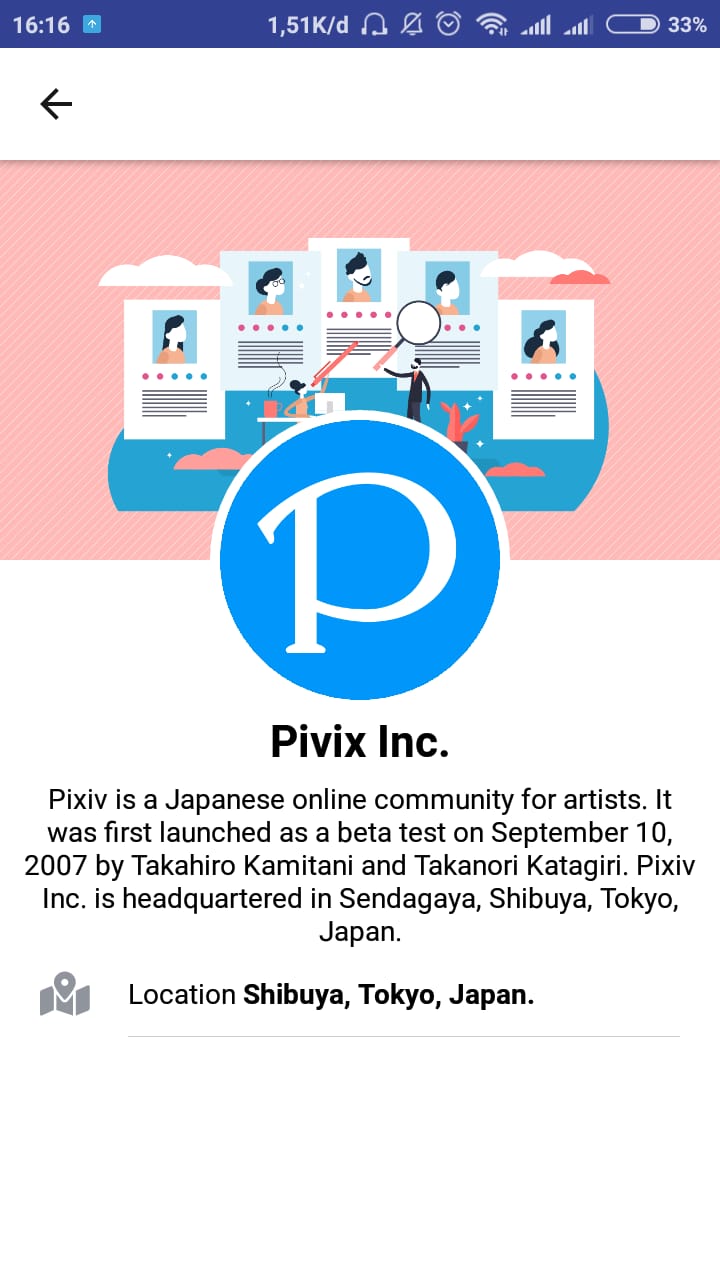 16:16 1,51K/d 33%
P
Pivix Inc.
Pixiv is a Japanese online community for artists. It
was first launched as a beta test on September 10,
2007 by Takahiro Kamitani and Takanori Katagiri. Pixiv
Inc. is headquartered in Sendagaya, Shibuya, Tokyo,
Japan.
Location Shibuya, Tokyo, Japan.